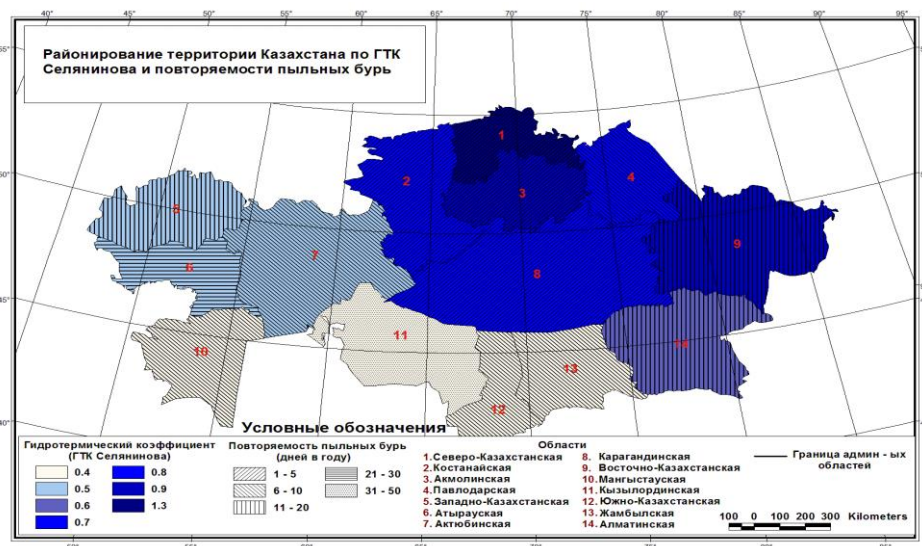 40° 45° 50° 55° 60° 65° 70° 75° 80° 85° 90° 95°
Районирование территории Казахстана по ГТК
Селянинова и повторяемости пыльных бурь
1
2
3
4
5
6
7
8
9
10
11
12
13
14
Условные обозначения
Гидротермический коэффициент
(ГТК Селянинова)
0.4
0.5
0.6
0.7
0.8
0.9
1.3
Повторяемость пыльных бурь
(дней в году)
1 - 5
6 - 10
11 - 20
21 - 30
31 - 50
Области
1.Северо-Казахстанская
2.Костанайская
3.Акмолинская
4.Павлодарская
5.Западно-Казахстанская
6.Атырауская
7.Актюбинская
8. Карагандинская
9. Восточно-Казахстанская
10.Мангыстауская
11.Кызылординская
12.Южно-Казахстанская
13.Жамбылская
14.Алматинская
Граница админ - ых
областей
100 0 100 200 300 Kilometers